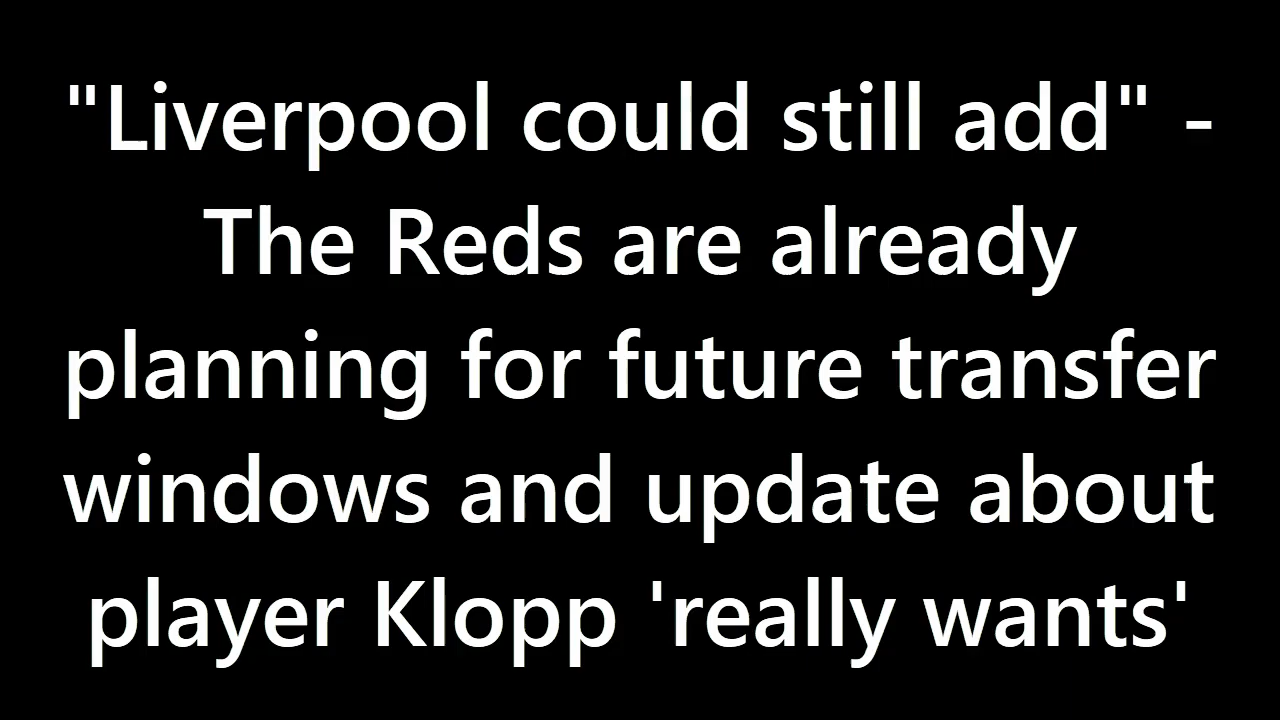 "Liverpool could still add" -
The Reds are already
planning for future transfer
windows and update about
player Klopp 'really wants'